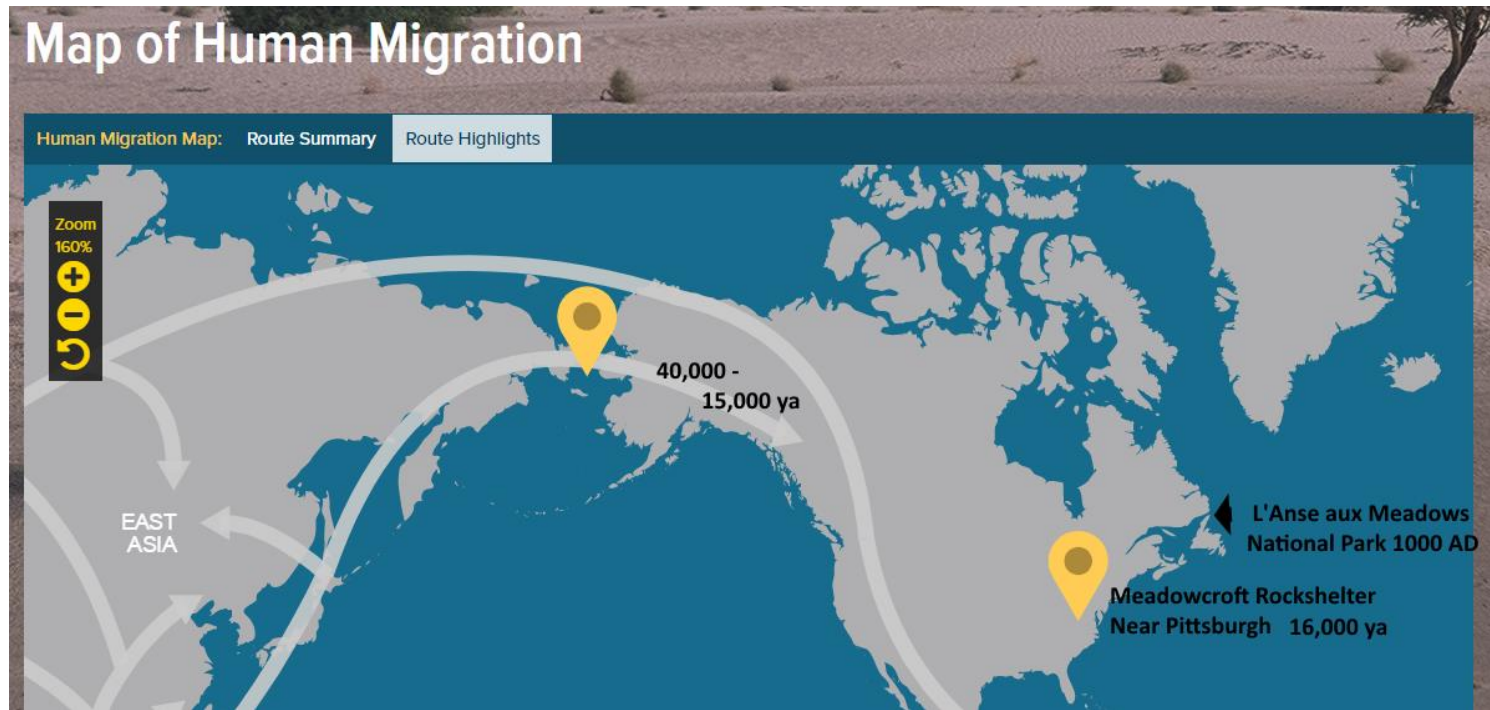 Map of Human Migration
Human Migration Map: Route Summary Route Highlights
Zoom
160%
40,000 -
15,000 ya
EAST
ASIA
L'Anse aux Meadows
National Park 1000 AD
Meadowcroft Rockshelter
Near Pittsburgh 16,000 ya